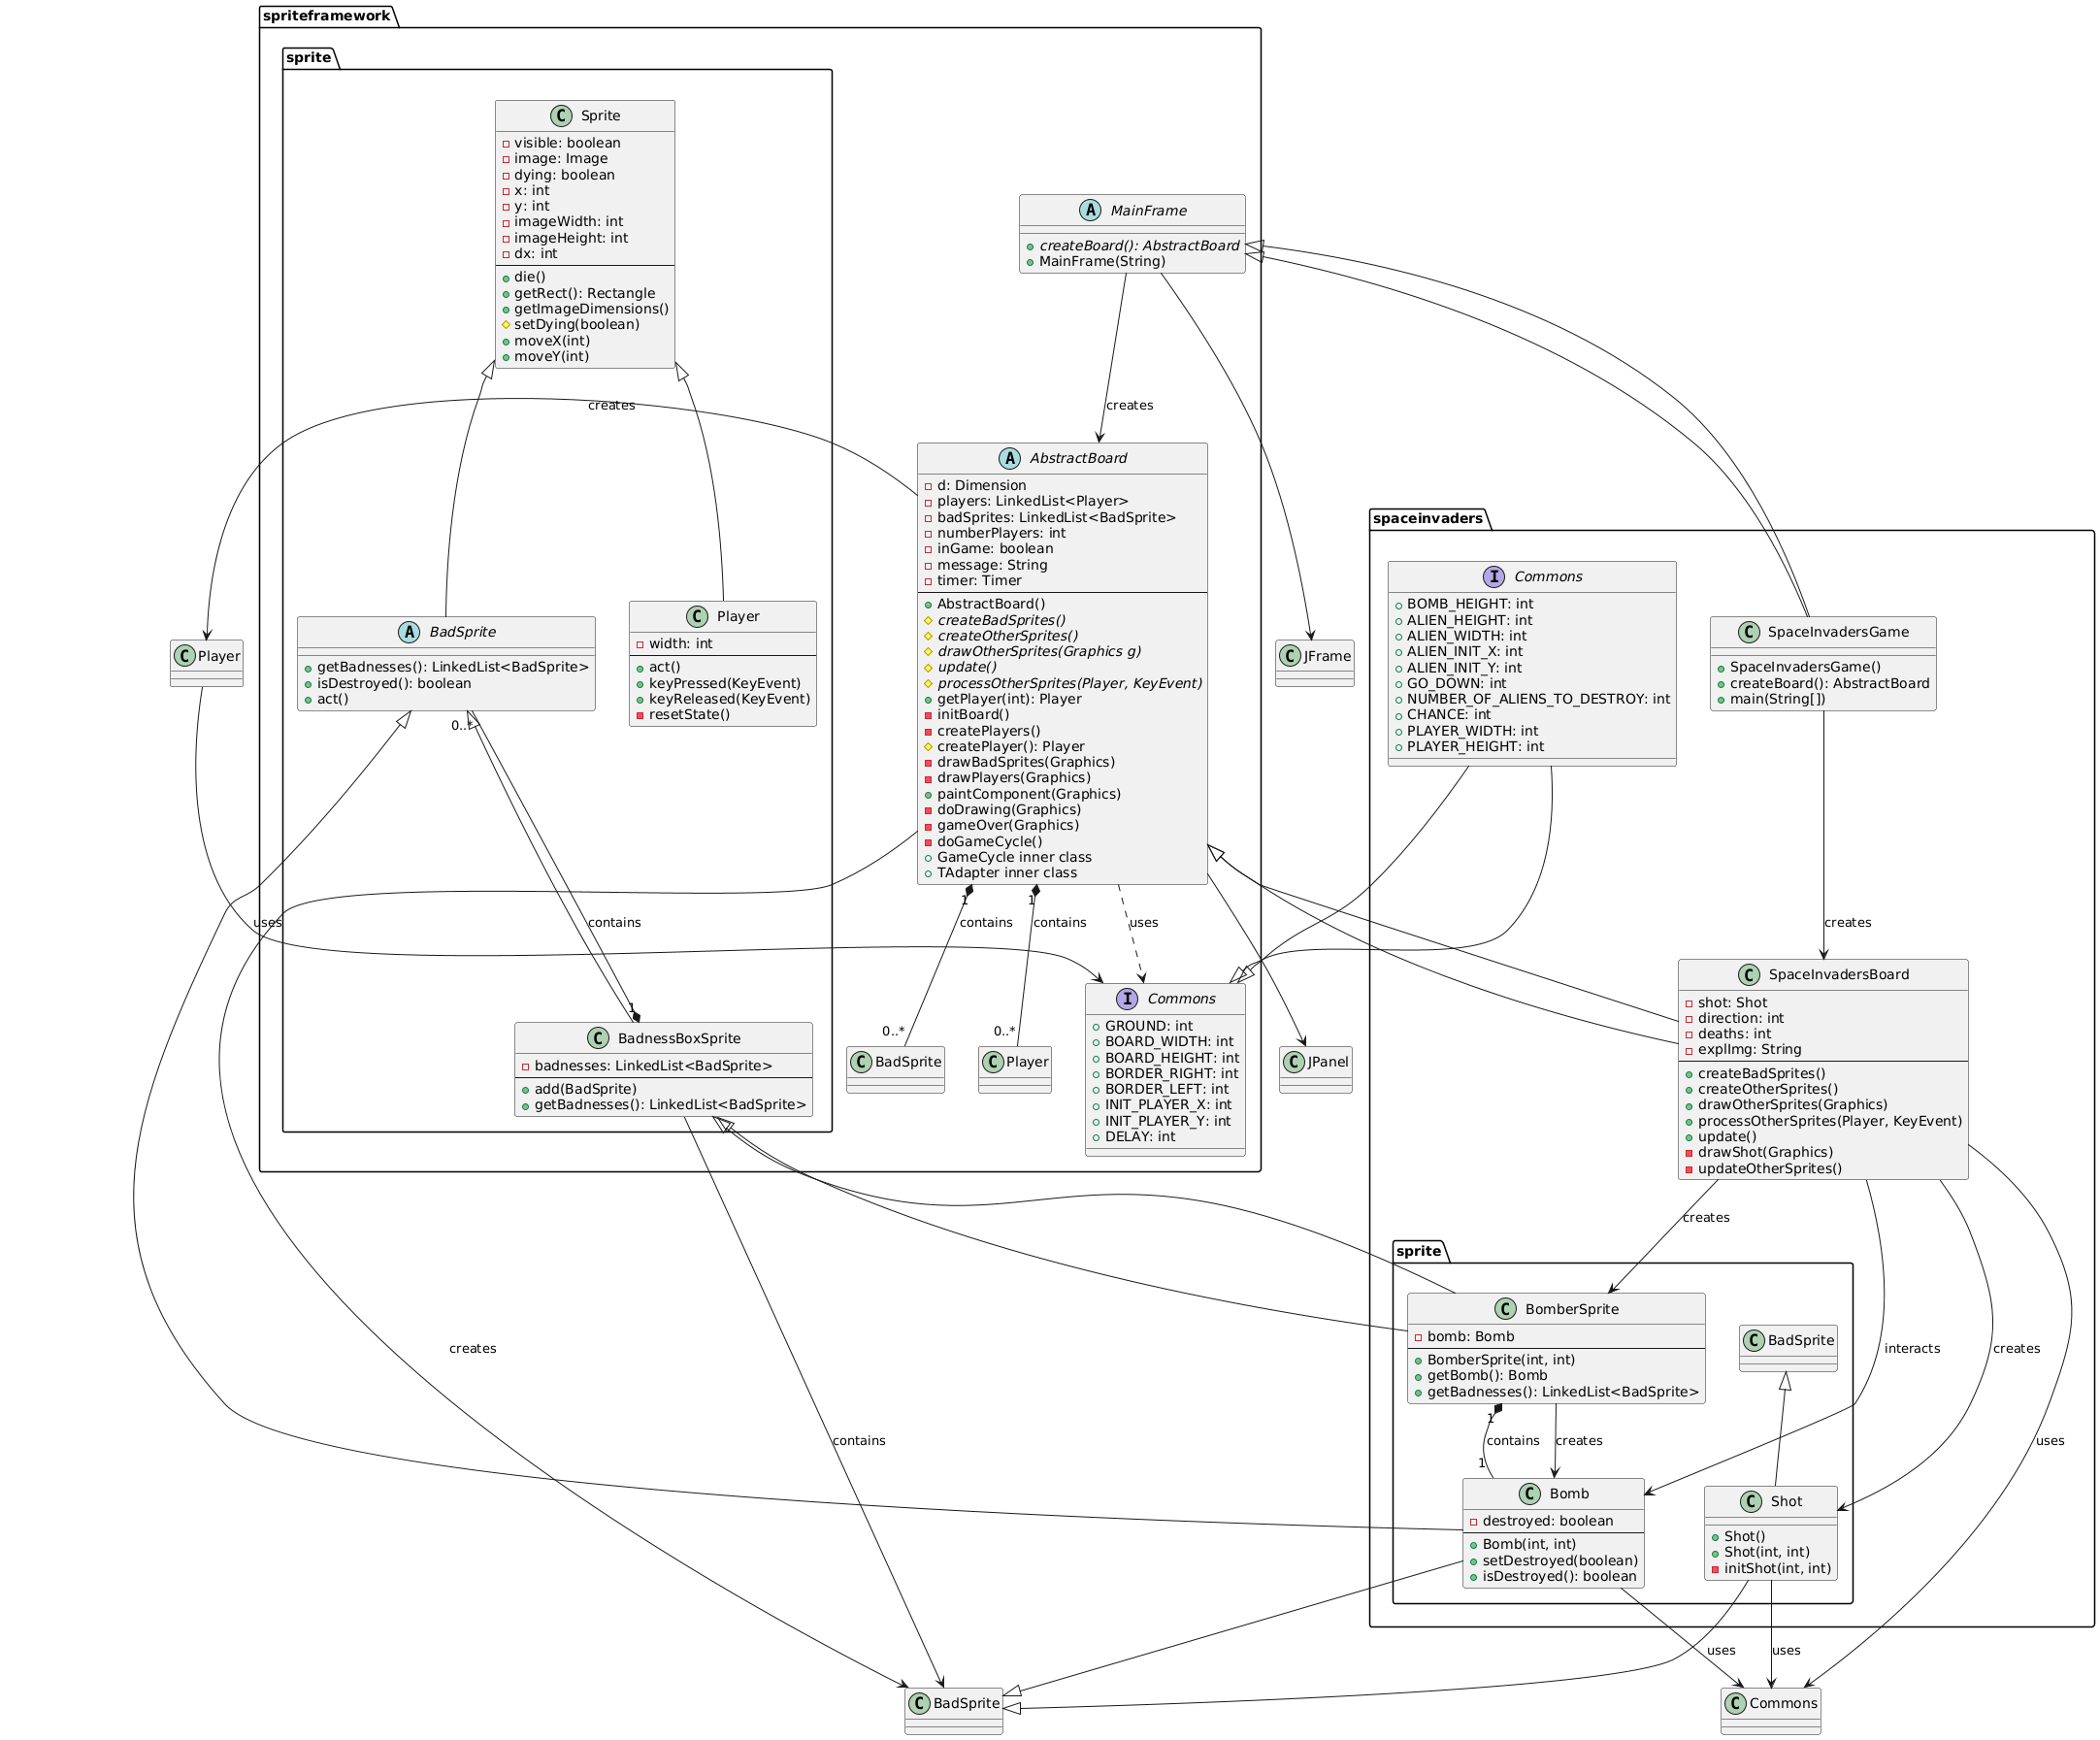 spriteframework
sprite
C Sprite
visible: boolean
image: Image
dying: boolean
x: int
y: int
imageWidth: int
imageHeight: int
dx: int
die()
getRect(): Rectangle
getImageDimensions()
setDying(boolean)
moveX(int)
moveY(int)
A MainFrame
createBoard(): AbstractBoard
MainFrame(String)
creates
creates
A AbstractBoard
d: Dimension
players: LinkedList<Player>
badSprites: LinkedList<BadSprite>
numberPlayers: int
inGame: boolean
message: String
timer: Timer
AbstractBoard()
createBadSprites()
createOtherSprites()
drawOtherSprites(Graphics g)
update()
processOtherSprites(Player, KeyEvent)
getPlayer(int): Player
initBoard()
createPlayers()
createPlayer(): Player
drawBadSprites(Graphics)
drawPlayers(Graphics)
paintComponent(Graphics)
doDrawing(Graphics)
gameOver(Graphics)
doGameCycle()
GameCycle inner class
TAdapter inner class
spaceinvaders
I Commons
BOMB_HEIGHT: int
ALIEN_HEIGHT: int
ALIEN_WIDTH: int
ALIEN_INIT_X: int
ALIEN_INIT_Y: int
GO_DOWN: int
NUMBER_OF_ALIENS_TO_DESTROY: int
CHANCE: int
PLAYER_WIDTH: int
PLAYER_HEIGHT: int
C SpaceInvadersGame
SpaceInvadersGame()
createBoard(): AbstractBoard
main(String[])
C Player
A BadSprite
getBadnesses(): LinkedList<BadSprite>
isDestroyed(): boolean
act()
C Player
width: int
act()
keyPressed(KeyEvent)
keyReleased(KeyEvent)
resetState()
C JFrame
0..*
1
1
uses
contains
contains
contains
uses
creates
1
0..*
0..*
C BadnessBoxSprite
badnesses: LinkedList<BadSprite>
add(BadSprite)
getBadnesses(): LinkedList<BadSprite>
C BadSprite
C Player
I Commons
GROUND: int
BOARD_WIDTH: int
BOARD_HEIGHT: int
BORDER_RIGHT: int
BORDER_LEFT: int
INIT_PLAYER_X: int
INIT_PLAYER_Y: int
DELAY: int
C JPanel
C SpaceInvadersBoard
shot: Shot
direction: int
deaths: int
explImg: String
createBadSprites()
createOtherSprites()
drawOtherSprites(Graphics)
processOtherSprites(Player, KeyEvent)
update()
drawShot(Graphics)
updateOtherSprites()
creates
sprite
C BomberSprite
bomb: Bomb
BomberSprite(int, int)
getBomb(): Bomb
getBadnesses(): LinkedList<BadSprite>
C BadSprite
creates
interacts
creates
1
contains
contains
creates
uses
1
C Bomb
destroyed: boolean
Bomb(int, int)
setDestroyed(boolean)
isDestroyed(): boolean
C Shot
Shot()
Shot(int, int)
initShot(int, int)
uses
uses
C BadSprite
C Commons